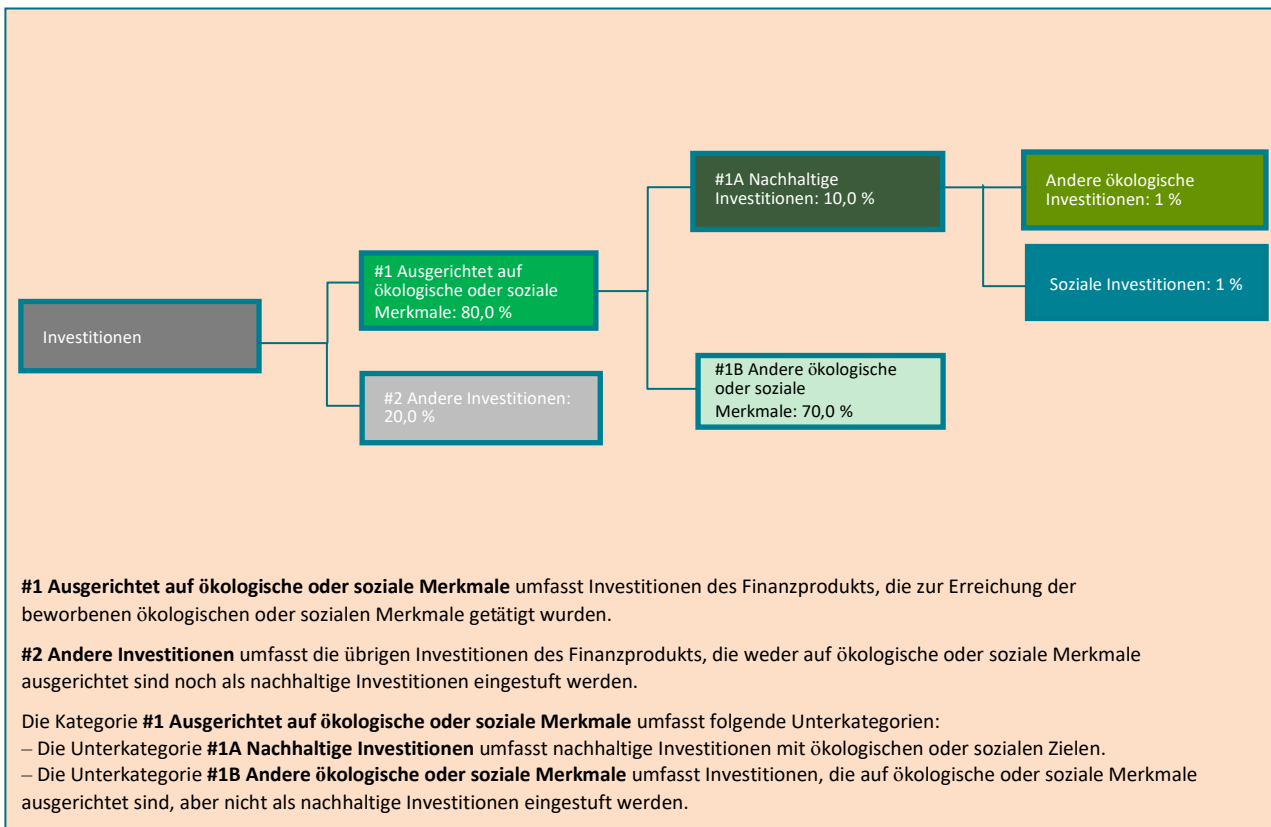 #1A Nachhaltige
Investitionen: 10,0 %
Andere ökologische
Investitionen: 1 %
#1 Ausgerichtet auf
ökologische oder soziale
Merkmale: 80,0 %
Soziale Investitionen: 1 %
Investitionen
#1B Andere ökologische
oder soziale
Merkmale: 70,0 %
#2 Andere Investitionen:
20,0 %
#1 Ausgerichtet auf ökologische oder soziale Merkmale umfasst Investitionen des Finanzprodukts, die zur Erreichung der
beworbenen ökologischen oder sozialen Merkmale getätigt wurden.
#2 Andere Investitionen umfasst die übrigen Investitionen des Finanzprodukts, die weder auf ökologische oder soziale Merkmale
ausgerichtet sind noch als nachhaltige Investitionen eingestuft werden.
Die Kategorie #1 Ausgerichtet auf ökologische oder soziale Merkmale umfasst folgende Unterkategorien:
– Die Unterkategorie #1A Nachhaltige Investitionen umfasst nachhaltige Investitionen mit ökologischen oder sozialen Zielen.
– Die Unterkategorie #1B Andere ökologische oder soziale Merkmale umfasst Investitionen, die auf ökologische oder soziale Merkmale
ausgerichtet sind, aber nicht als nachhaltige Investitionen eingestuft werden.